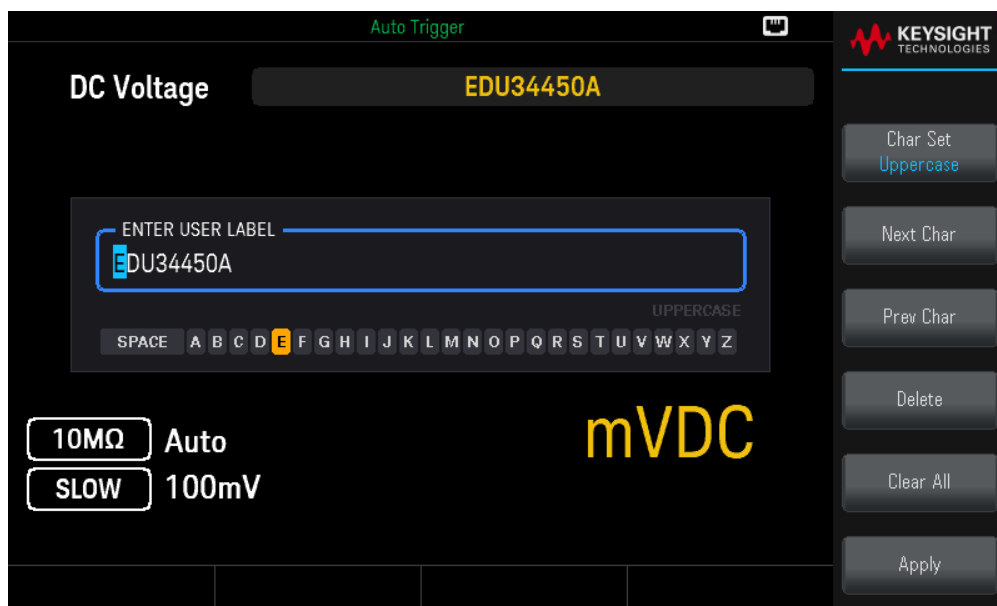 Auto Trigger
KEYSIGHT
TECHNOLOGIES
DC Voltage
EDU34450A
Char Set
Uppercase
ENTER USER LABEL
EDU34450A
Next Char
UPPERCASE
SPACE A B C D E F G H I J K L M N O P Q R S T U V W X Y Z
Prev Char
Delete
10MΩ Auto
mVDC
SLOW 100mV
Clear All
Apply